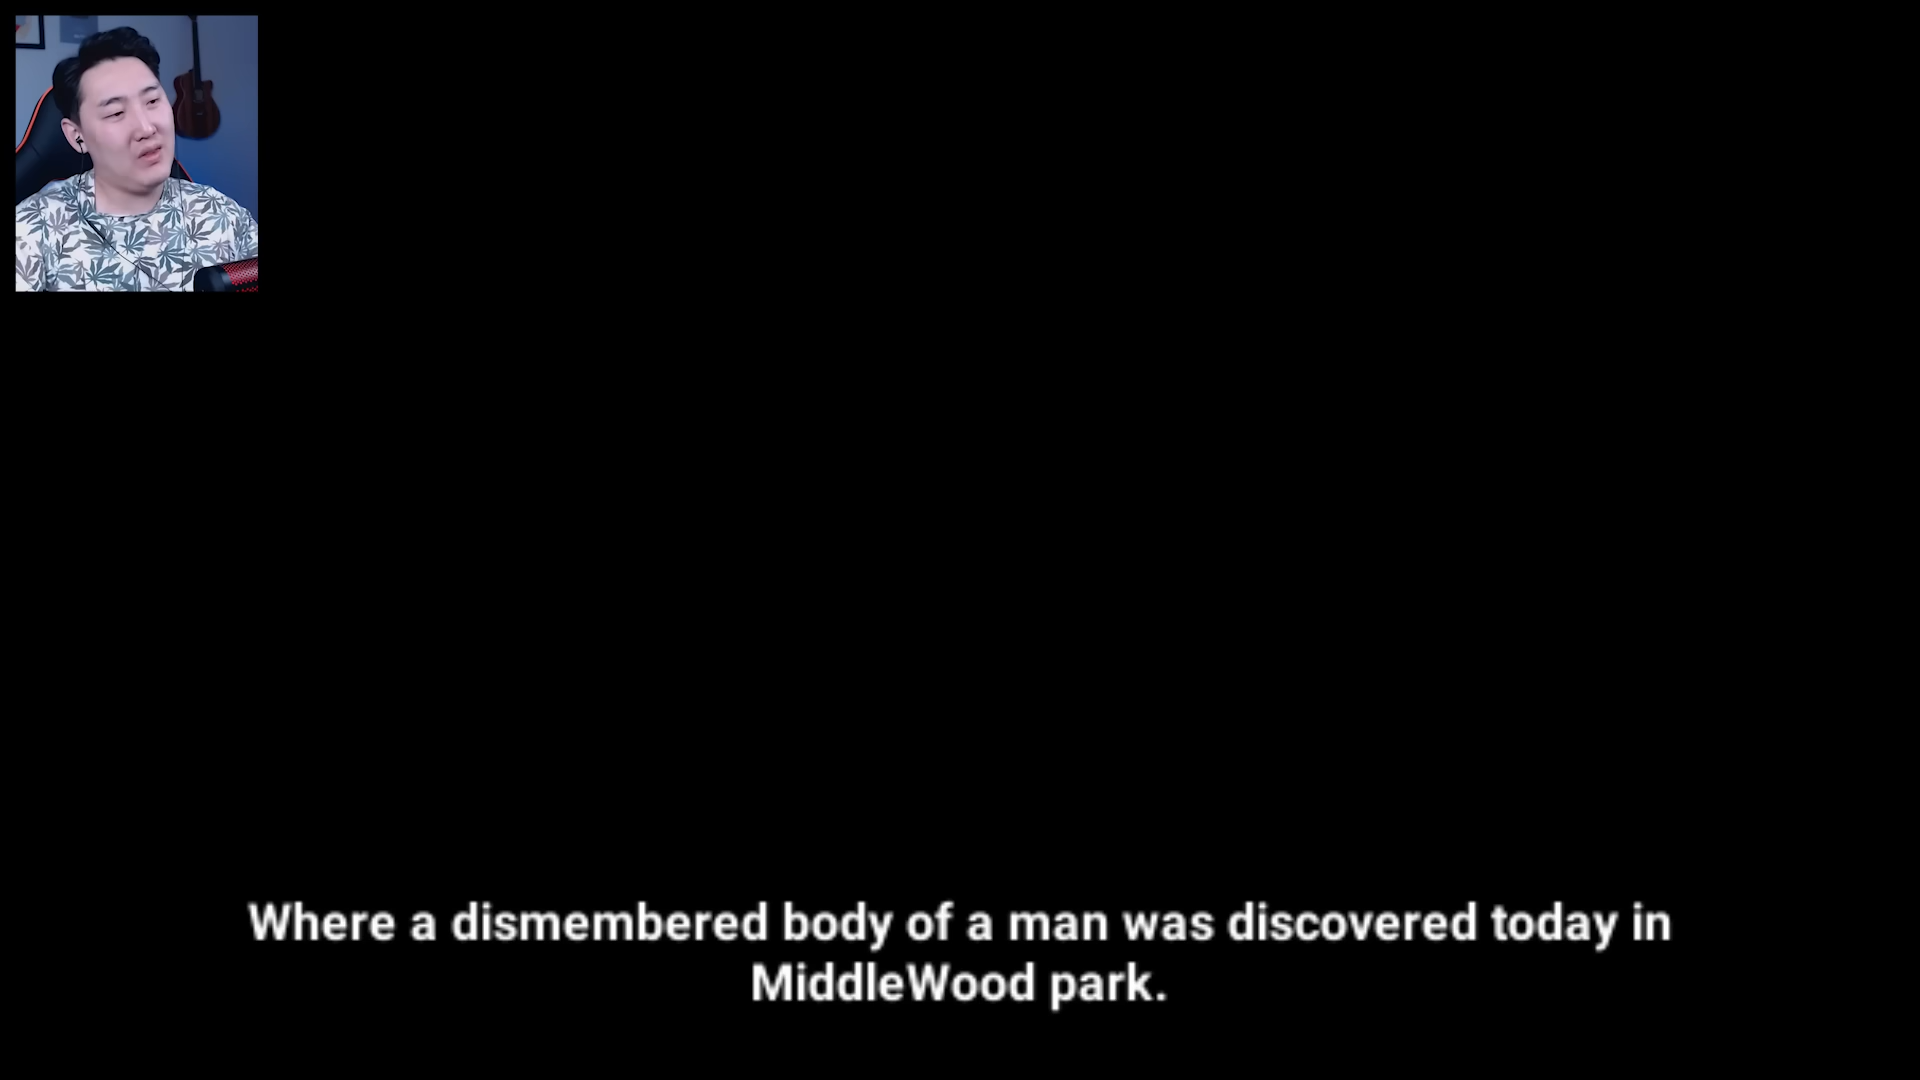 Where a dismembered body of a man was discovered today in
MiddleWood park.